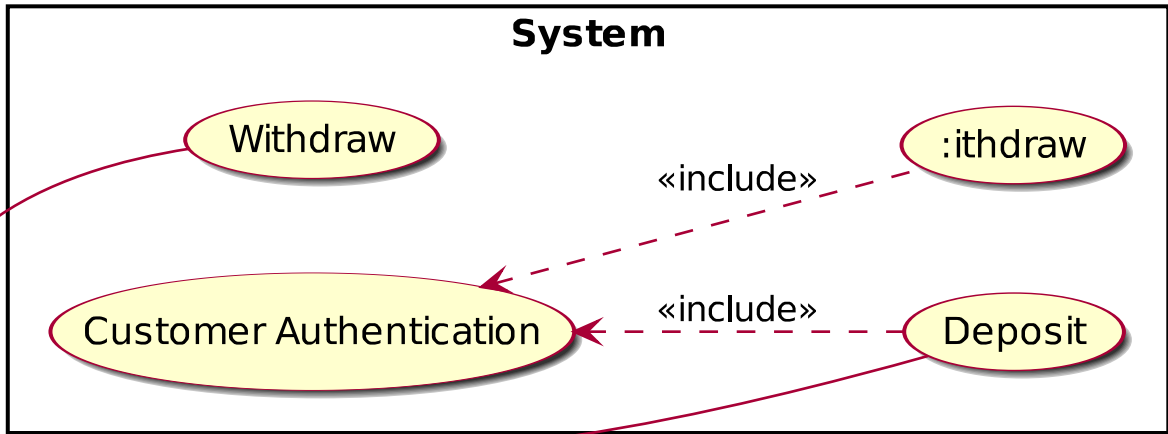 System
Withdraw
:ithdraw
«include»
«include»
Customer Authentication
Deposit